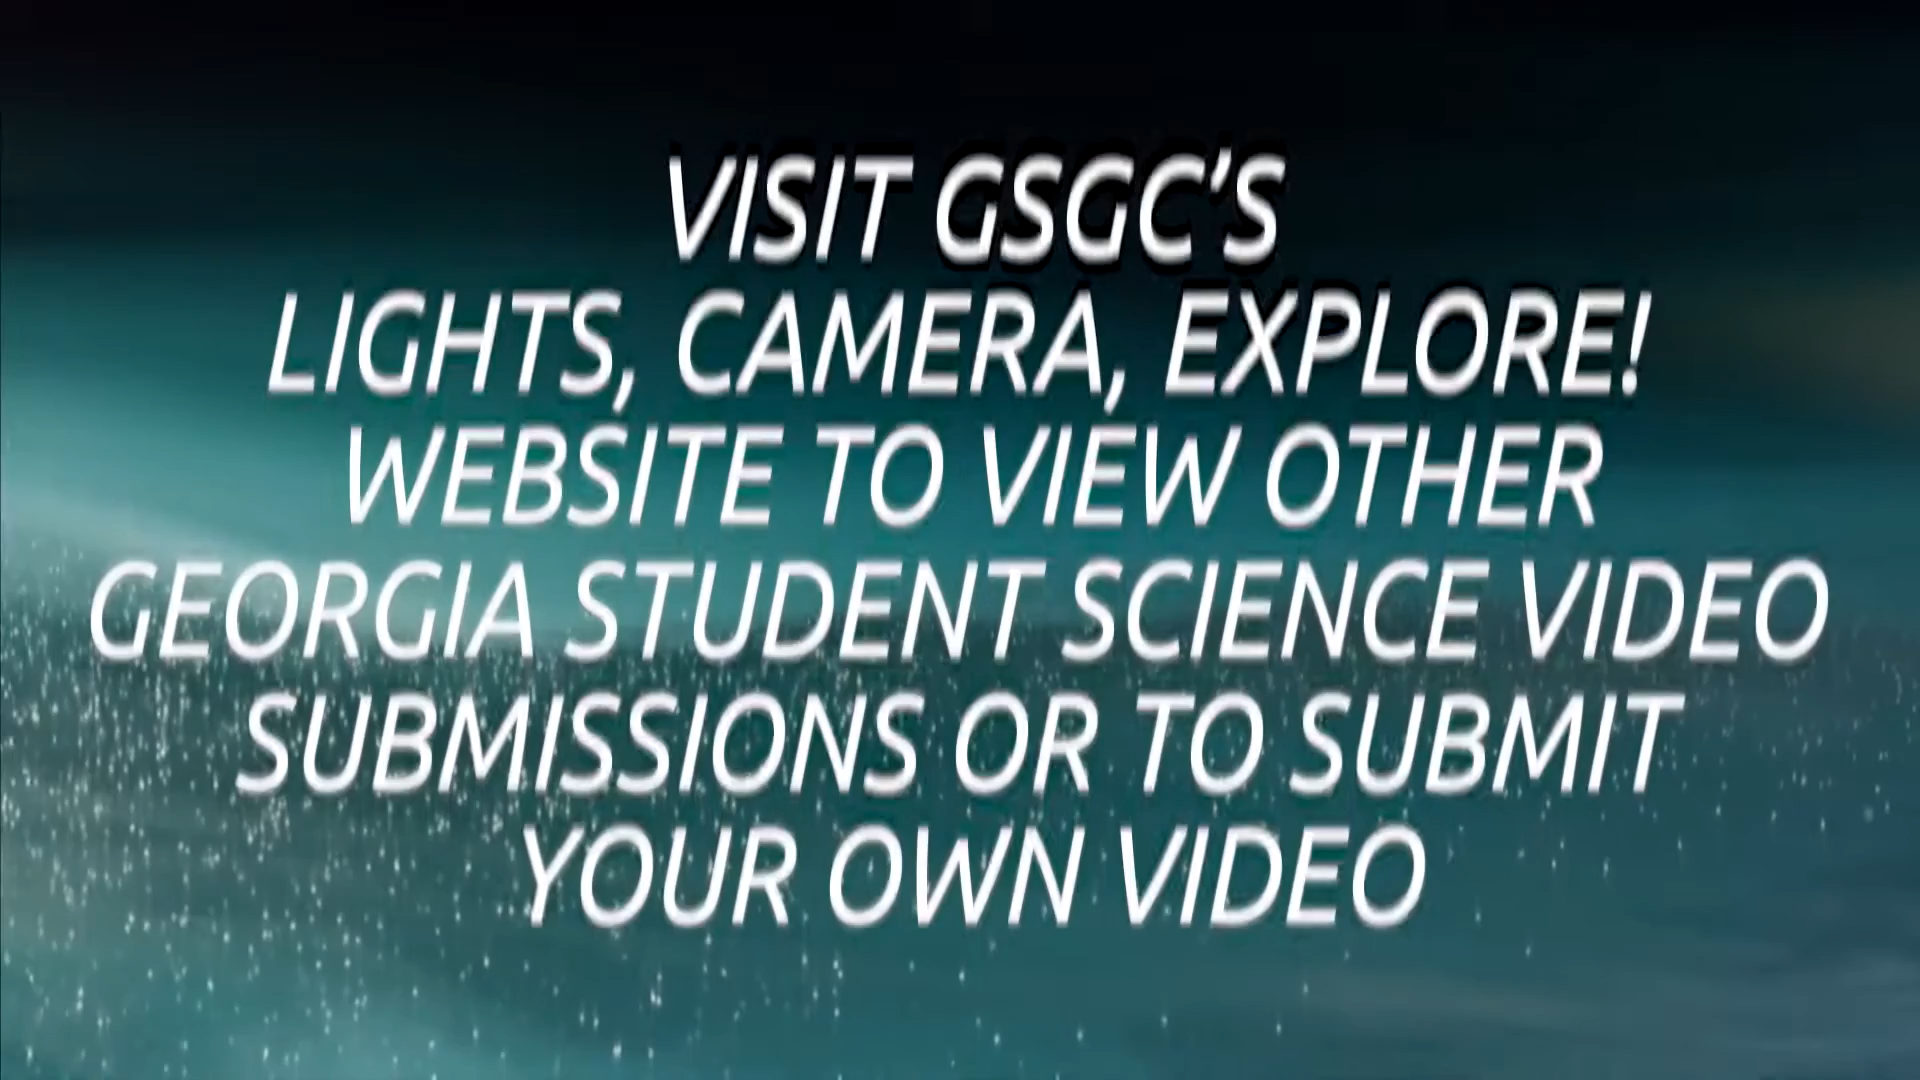 VISIT GSGC’S
LIGHTS, CAMERA, EXPLORE!
WEBSITE TO VIEW OTHER
GEORGIA STUDENT SCIENCE VIDEO
SUBMISSIONS OR TO SUBMIT
YOUR OWN VIDEO